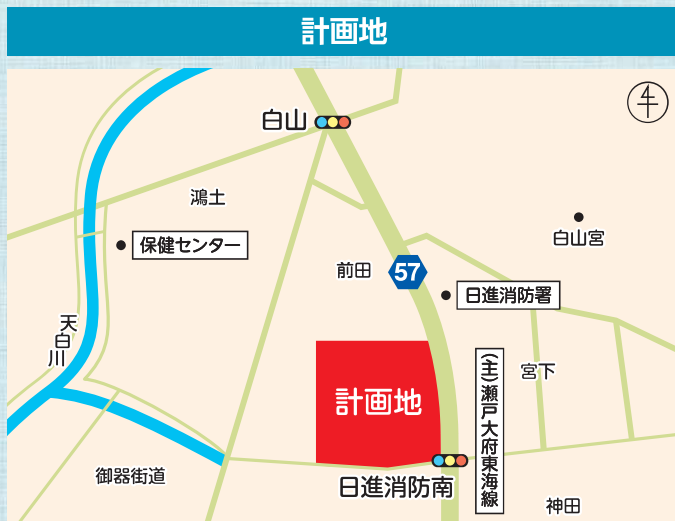 計画地
白山
鴻土
保健センター
白山宮
前田
57
日進消防署
天白川
(主)瀬戸大府東海線
宮下
計画地
御器街道
日進消防南
神田